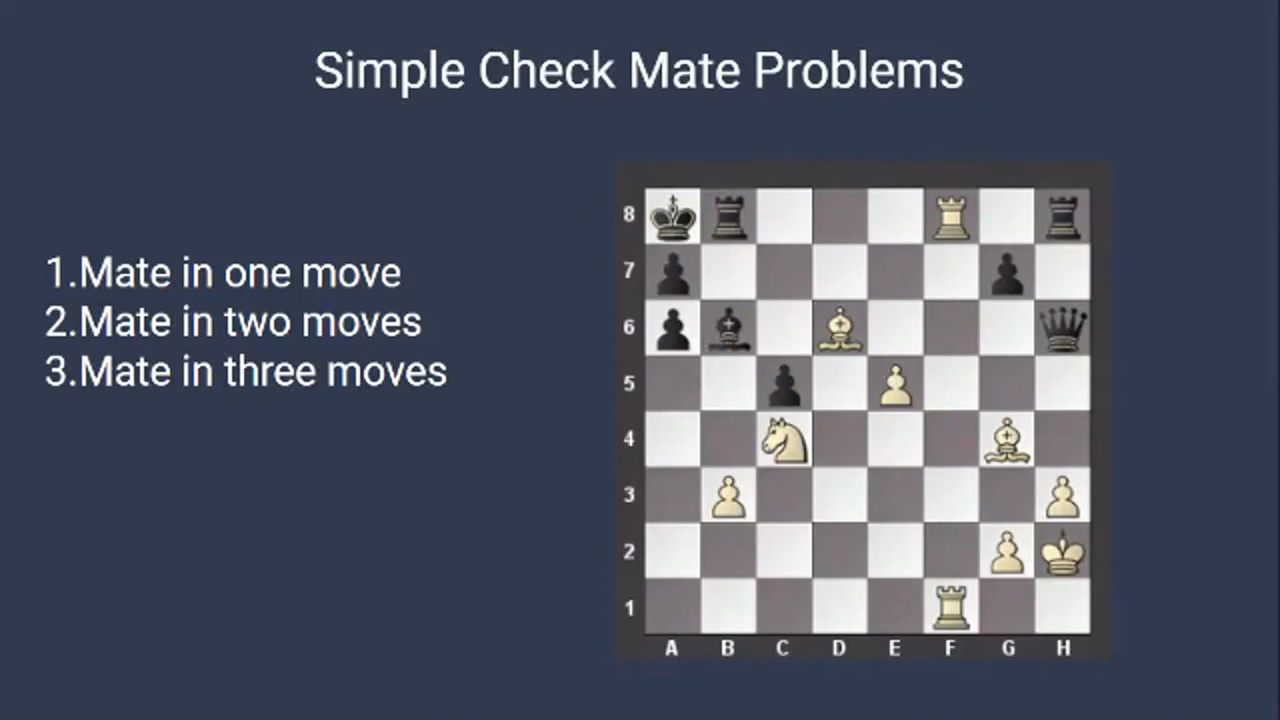 Simple Check Mate Problems
1.Mate in one move
2.Mate in two moves
3.Mate in three moves
8
7
6
5
4
3
2
1
A B C D E F G H